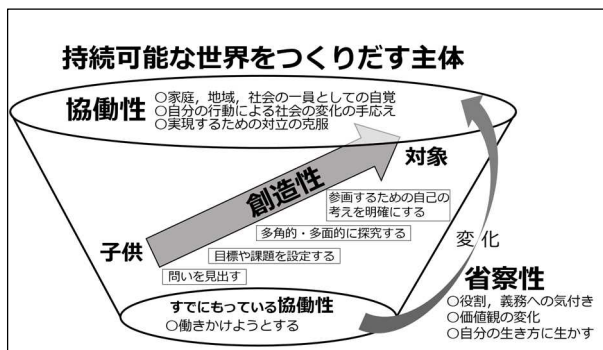 持続可能な世界をつくりだす主体
協働性
○家庭，地域，社会の一員としての自覚
○自分の行動による社会の変化の手応え
○実現するための対立の克服
対象
創造性
参画するための自己の
考えを明確にする
多角的・多面的に探究する
子供
目標や課題を設定する
問いを見出す
変化
すでにもっている協働性
○働きかけようとする
省察性
○役割，義務への気付き
○価値観の変化
○自分の生き方に生かす